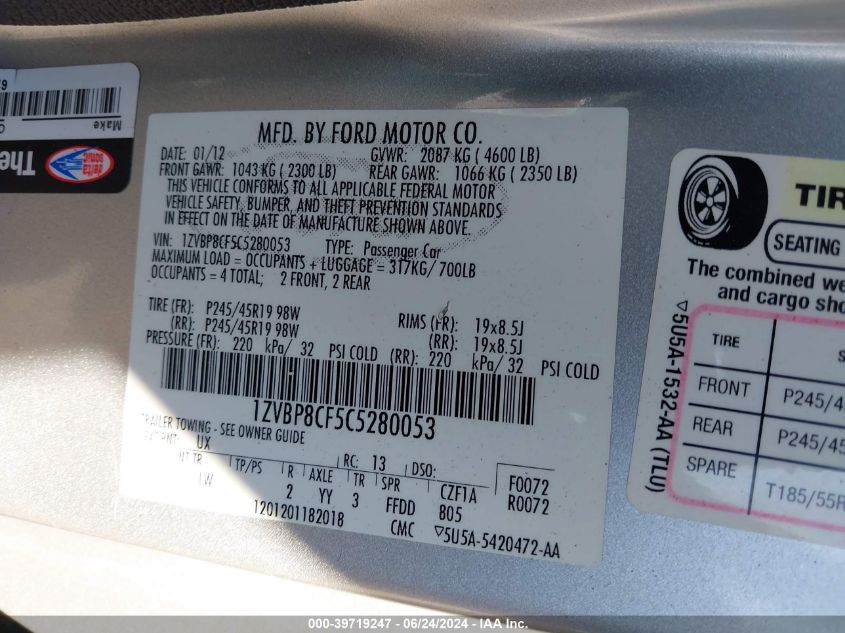 MFD. BY FORD MOTOR CO.
DATE: 01/12 GVWR: 2087 KG ( 4600 LB)
FRONT GAWR: 1043 KG ( 2300 LB) REAR GAWR: 1066 KG ( 2350 LB)
THIS VEHICLE CONFORMS TO ALL APPLICABLE FEDERAL MOTOR
VEHICLE SAFETY, BUMPER, AND THEFT PREVENTION STANDARDS
IN EFFECT ON THE DATE OF MANUFACTURE SHOWN ABOVE.
VIN: 1ZVBP8CF5C5280053 TYPE: Passenger Car
MAXIMUM LOAD = OCCUPANTS + LUGGAGE = 317KG/ 700LB
OCCUPANTS = 4 TOTAL; 2 FRONT, 2 REAR
TIRE (FR): P245/45R19 98W RIMS (FR): 19x8.5J
(RR): P245/45R19 98W (RR): 19x8.5J
PRESSURE (FR): 220 kPa/ 32 PSI COLD (RR): 220 kPa/ 32 PSI COLD
1ZVBP8CF5C5280053
TRAILER TOWING - SEE OWNER GUIDE
UX
RC: 13 DSO: F0072
INT TR TP/PS R AXLE TR SPR CZF1A R0072
LW 2 YY 3 FFDD 805
1201201182018 CMC ▽5U5A-5420472-AA
Make
The
delta sonic
TIR
SEATING
The combined we
and cargo sho
▽5U5A-1532-AA (TLU)
TIRE S
FRONT P245/4
REAR P245/45
SPARE T185/55R
000-39719247 - 06/24/2024 - IAA Inc.